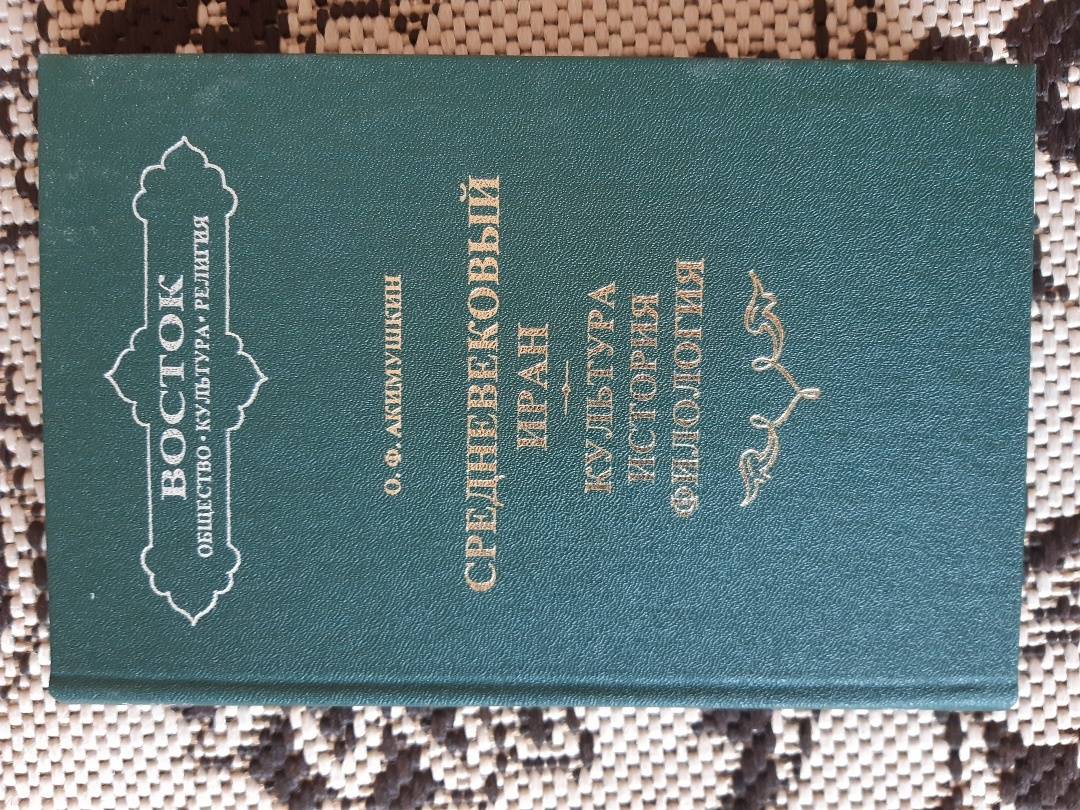 ВОСТОК
ОБЩЕСТВО • КУЛЬТУРА • РЕЛИГИЯ
О. Ф. АКИМУШКИН
СРЕДНЕВЕКОВЫЙ
ИРАН
КУЛЬТУРА
ИСТОРИЯ
ФИЛОЛОГИЯ